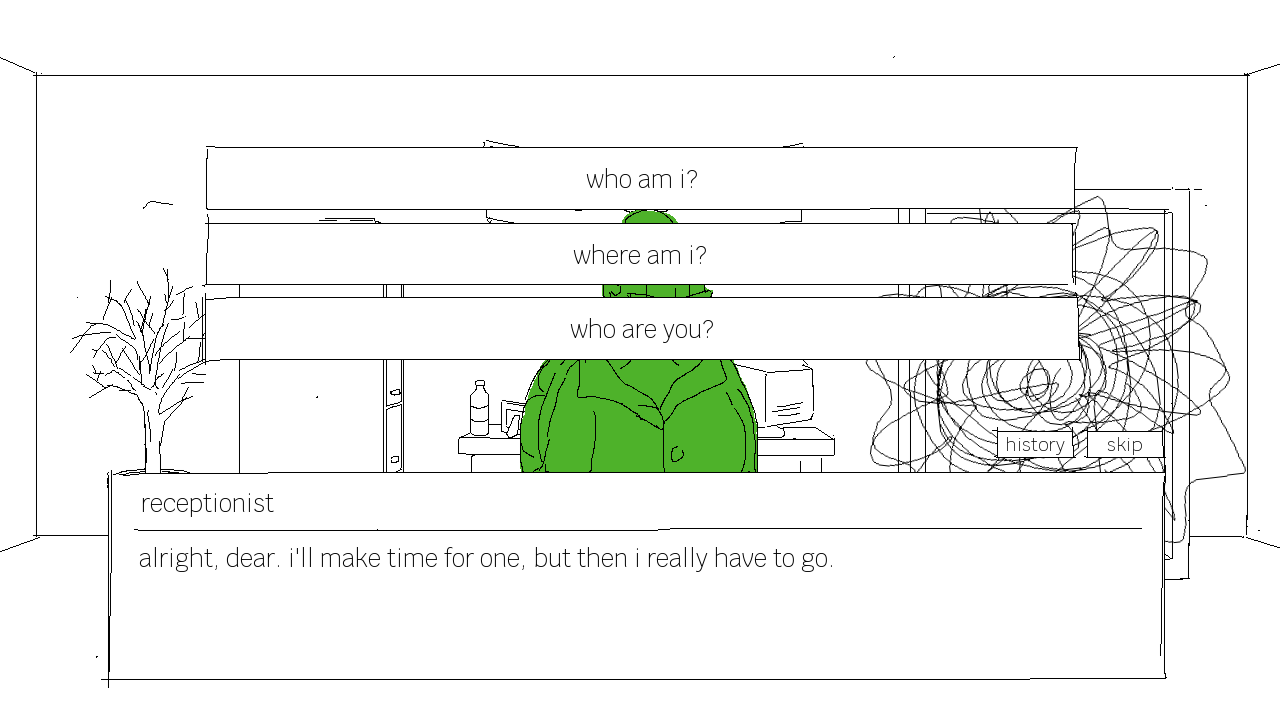 who am i?
where am i?
who are you?
history
skip
receptionist
alright, dear. i'll make time for one, but then i really have to go.